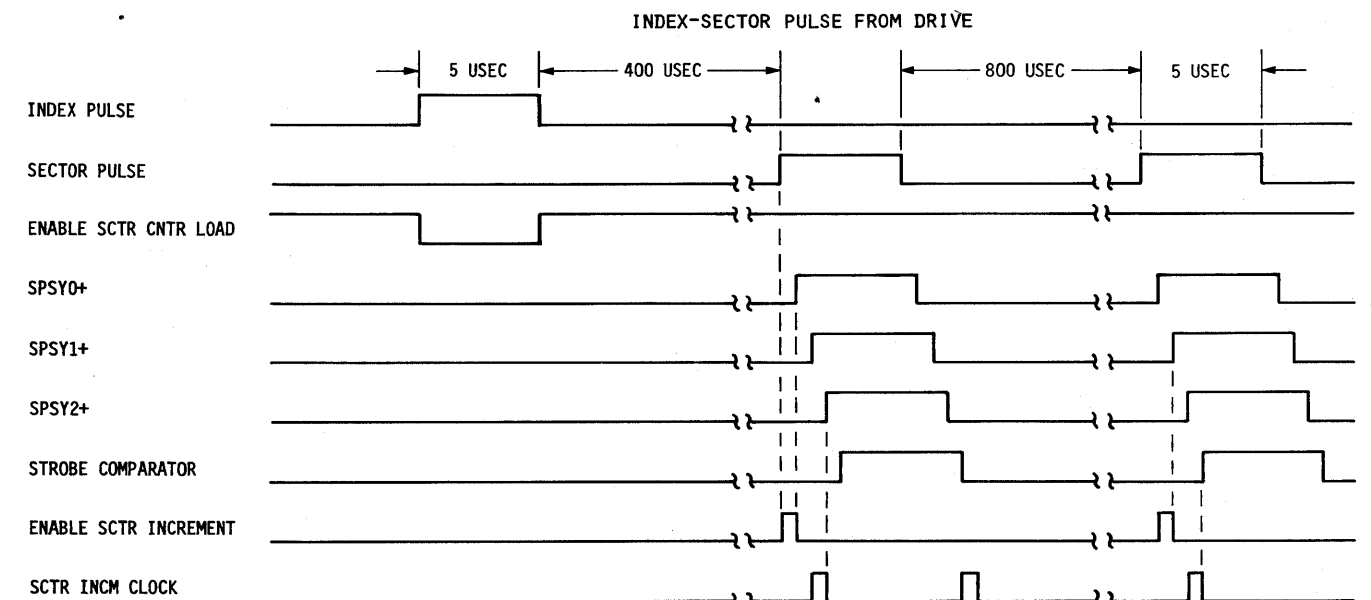 INDEX-SECTOR PULSE FROM DRIVE
5 USEC
400 USEC
800 USEC
5 USEC
INDEX PULSE
SECTOR PULSE
ENABLE SCTR CNTR LOAD
SPSY0+
SPSY1+
SPSY2+
STROBE COMPARATOR
ENABLE SCTR INCREMENT
SCTR INCM CLOCK